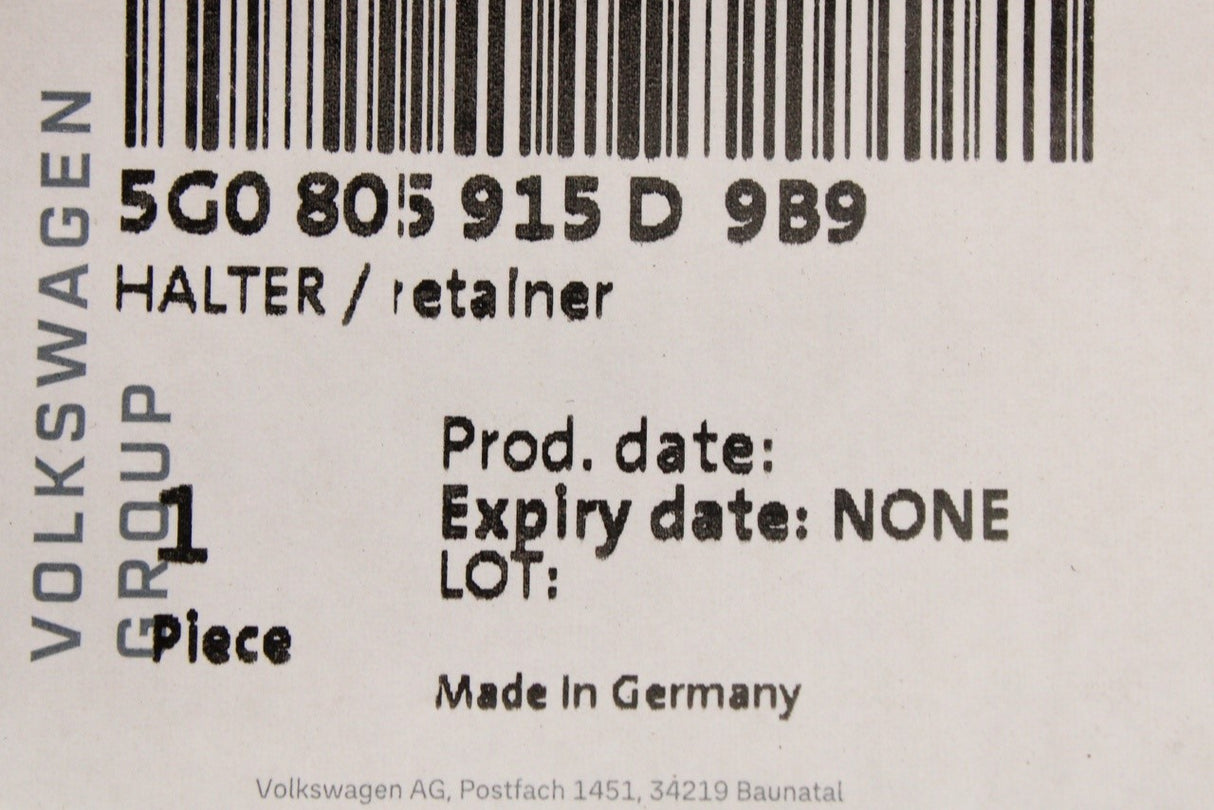 5G0 805 915 D 9B9
HALTER / retainer
VOLKSWAGEN
GROUP
1
Piece
Prod. date:
Expiry date: NONE
LOT:
Made In Germany
Volkswagen AG, Postfach 1451, 34219 Baunatal